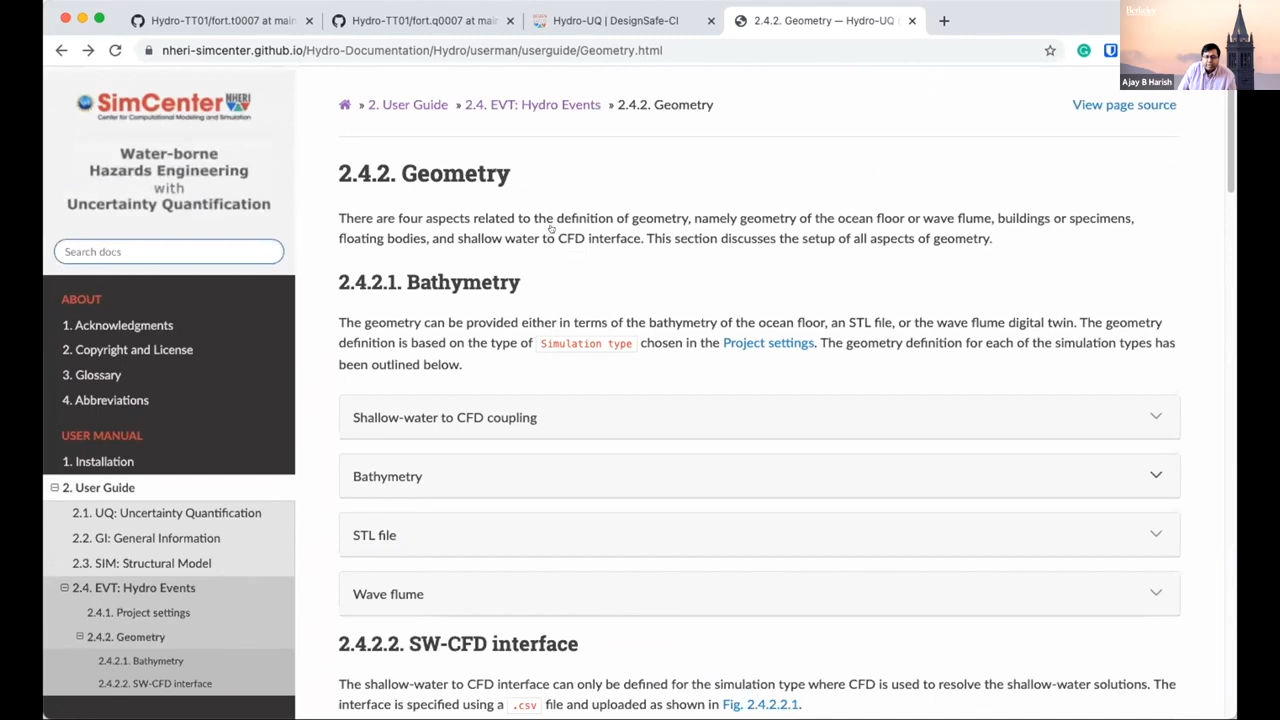 Hydro-TT01/fort.t0007 at main
Hydro-TT01/fort.q0007 at main
Hydro-UQ | DesignSafe-CI
2.4.2. Geometry — Hydro-UQ
nheri-simcenter.github.io/Hydro-Documentation/Hydro/userman/userguide/Geometry.html
Berkeley
Ajay B Harish
SimCenter NHERI
Center for Computational Modeling and Simulation
Water-borne
Hazards Engineering
with
Uncertainty Quantification
Search docs
ABOUT
1. Acknowledgments
2. Copyright and License
3. Glossary
4. Abbreviations
USER MANUAL
1. Installation
2. User Guide
2.1. UQ: Uncertainty Quantification
2.2. GI: General Information
2.3. SIM: Structural Model
2.4. EVT: Hydro Events
2.4.1. Project settings
2.4.2. Geometry
2.4.2.1. Bathymetry
2.4.2.2. SW-CFD interface
» 2. User Guide » 2.4. EVT: Hydro Events » 2.4.2. Geometry
View page source
2.4.2. Geometry
There are four aspects related to the definition of geometry, namely geometry of the ocean floor or wave flume, buildings or specimens,
floating bodies, and shallow water to CFD interface. This section discusses the setup of all aspects of geometry.
2.4.2.1. Bathymetry
The geometry can be provided either in terms of the bathymetry of the ocean floor, an STL file, or the wave flume digital twin. The geometry
definition is based on the type of Simulation type chosen in the Project settings. The geometry definition for each of the simulation types has
been outlined below.
Shallow-water to CFD coupling
Bathymetry
STL file
Wave flume
2.4.2.2. SW-CFD interface
The shallow-water to CFD interface can only be defined for the simulation type where CFD is used to resolve the shallow-water solutions. The
interface is specified using a .csv file and uploaded as shown in Fig. 2.4.2.2.1.